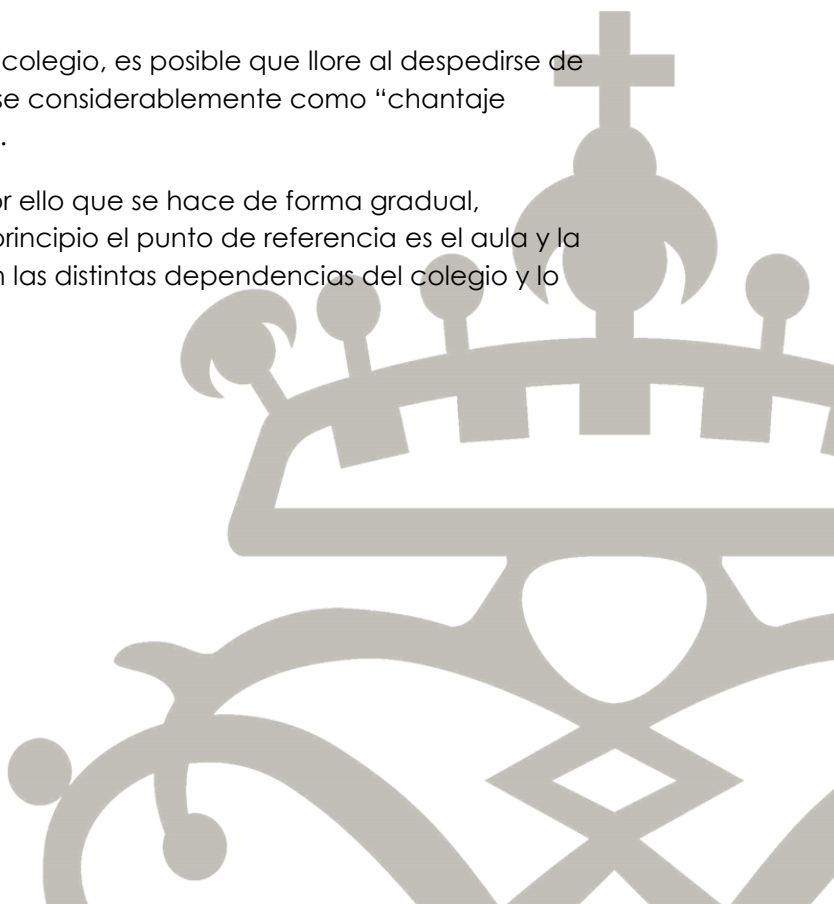 colegio, es posible que llore al despedirse de
se considerablemente como “chantaje
.
r ello que se hace de forma gradual,
principio el punto de referencia es el aula y la
n las distintas dependencias del colegio y lo